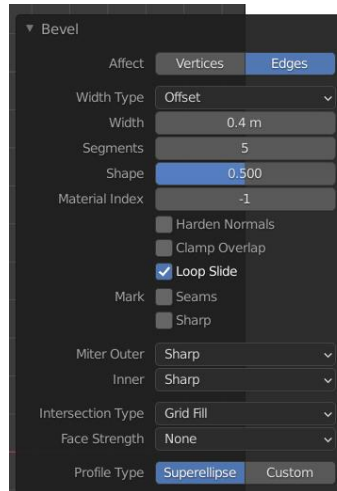 Bevel
Affect Vertices Edges
Width Type Offset
Width 0.4 m
Segments 5
Shape 0.500
Material Index -1
Harden Normals
Clamp Overlap
Loop Slide
Mark Seams
Sharp
Miter Outer Sharp
Inner Sharp
Intersection Type Grid Fill
Face Strength None
Profile Type Superellipse Custom